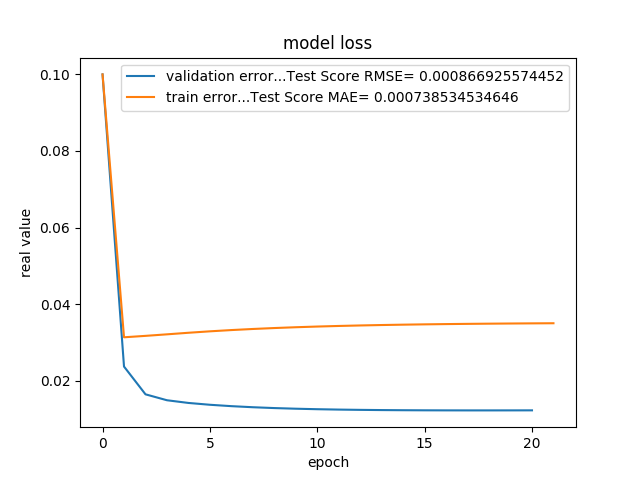 model loss
validation error...Test Score RMSE= 0.000866925574452
train error...Test Score MAE= 0.000738534534646
real value
0.10
0.08
0.06
0.04
0.02
0 5 10 15 20
epoch